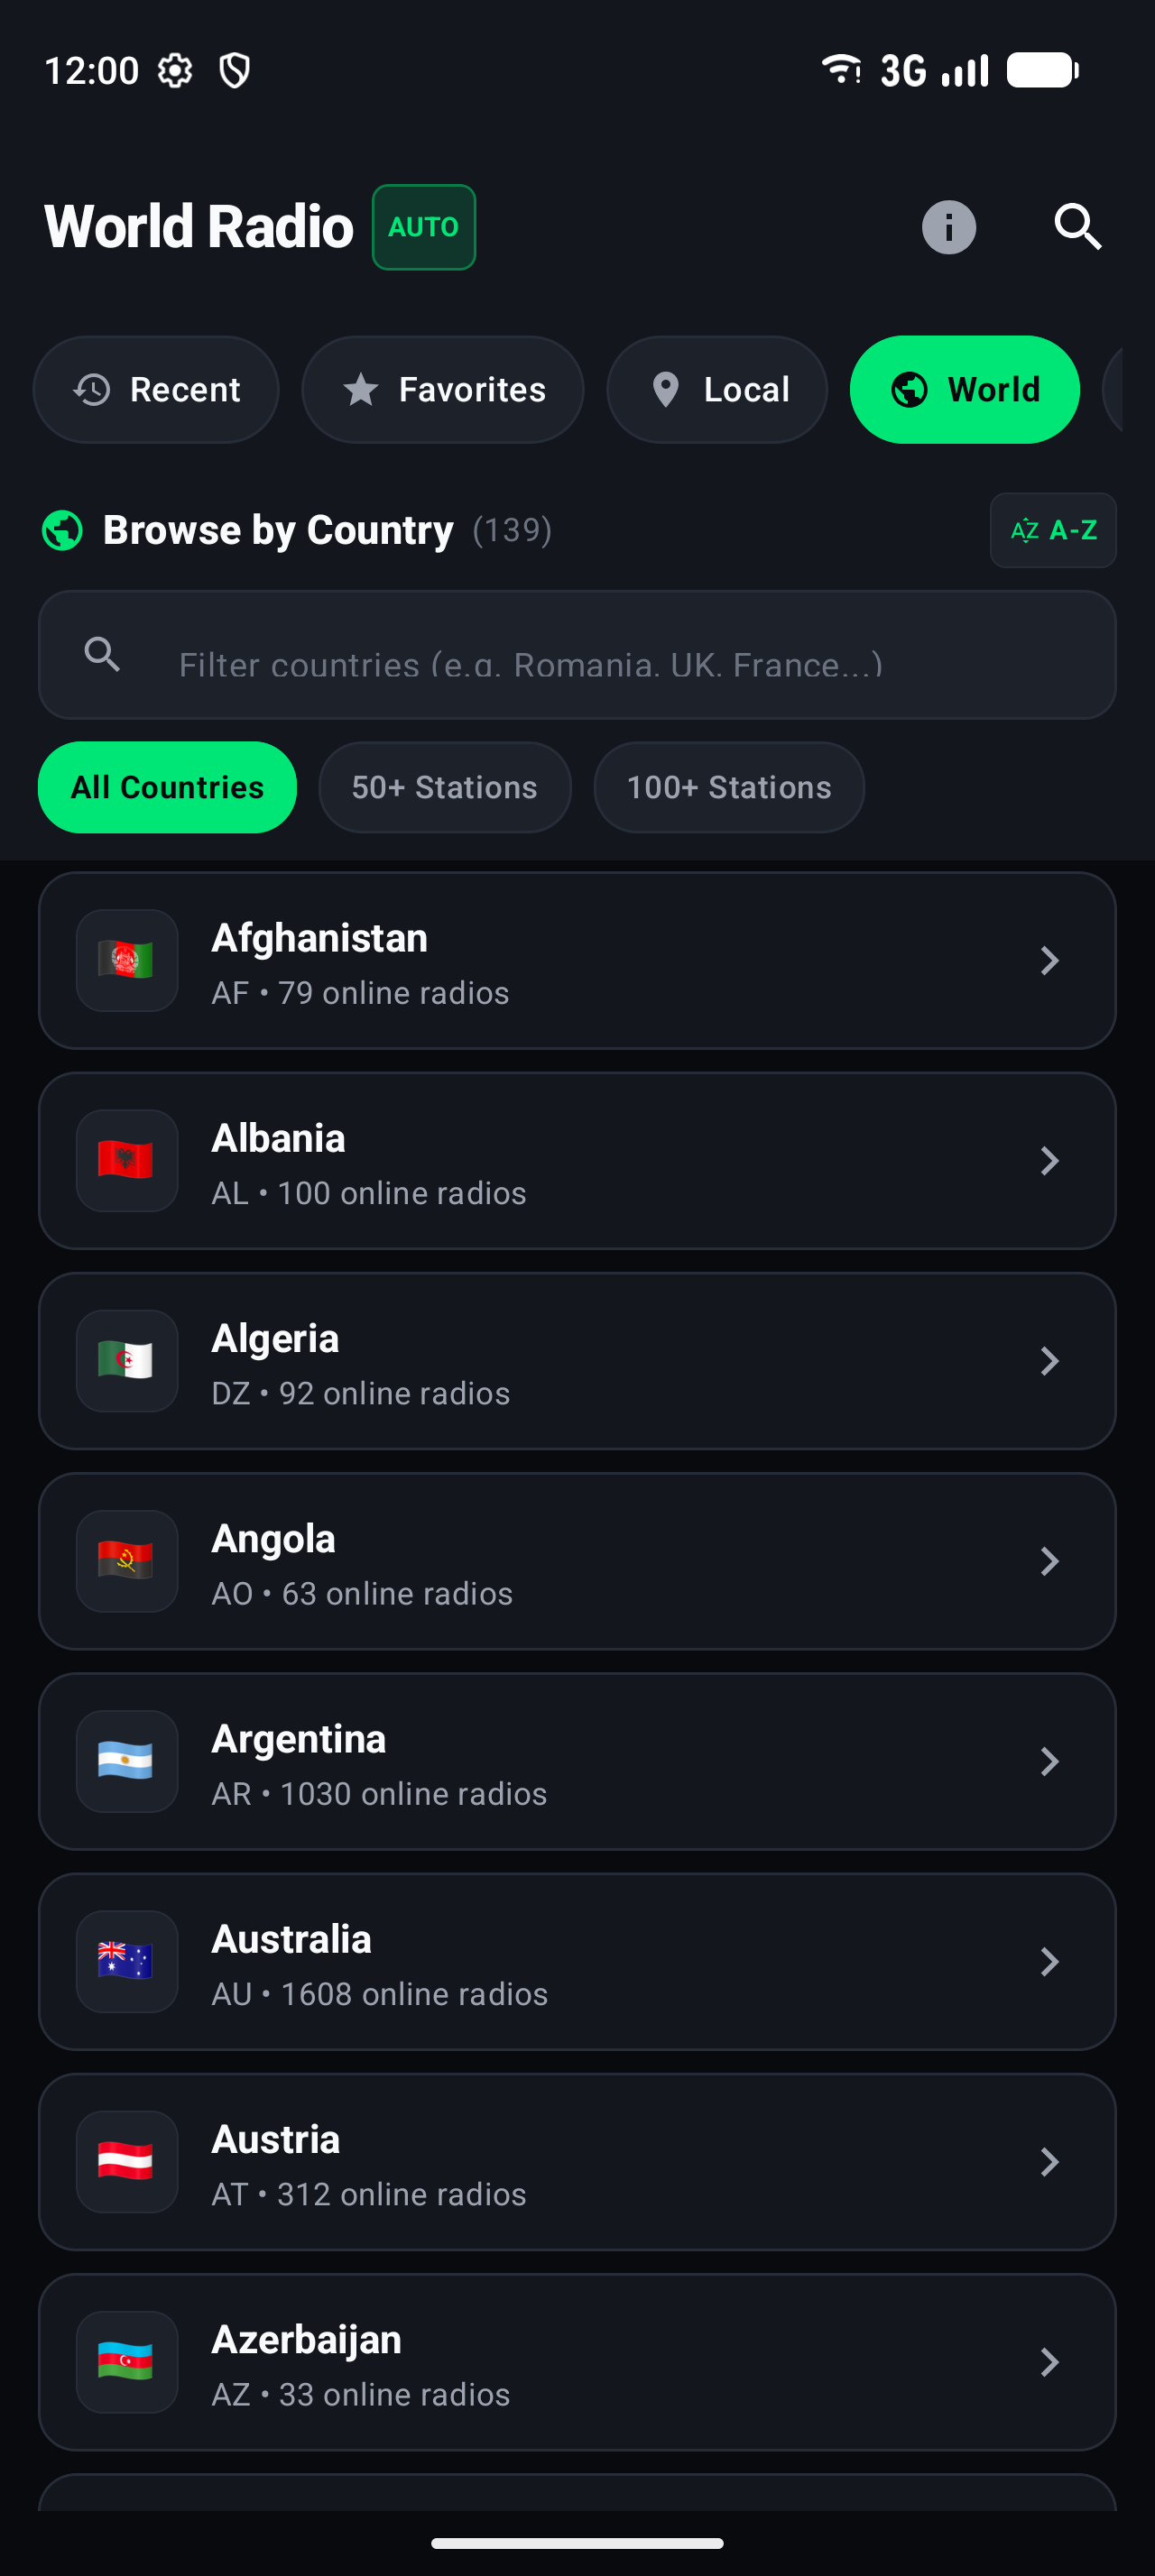 12:00
3G
World Radio
AUTO
Recent
Favorites
Local
World
Browse by Country (139)
AZ A-Z
Filter countries (e.g. Romania, UK, France...)
All Countries
50+ Stations
100+ Stations
Afghanistan
AF • 79 online radios
Albania
AL • 100 online radios
Algeria
DZ • 92 online radios
Angola
AO • 63 online radios
Argentina
AR • 1030 online radios
Australia
AU • 1608 online radios
Austria
AT • 312 online radios
Azerbaijan
AZ • 33 online radios